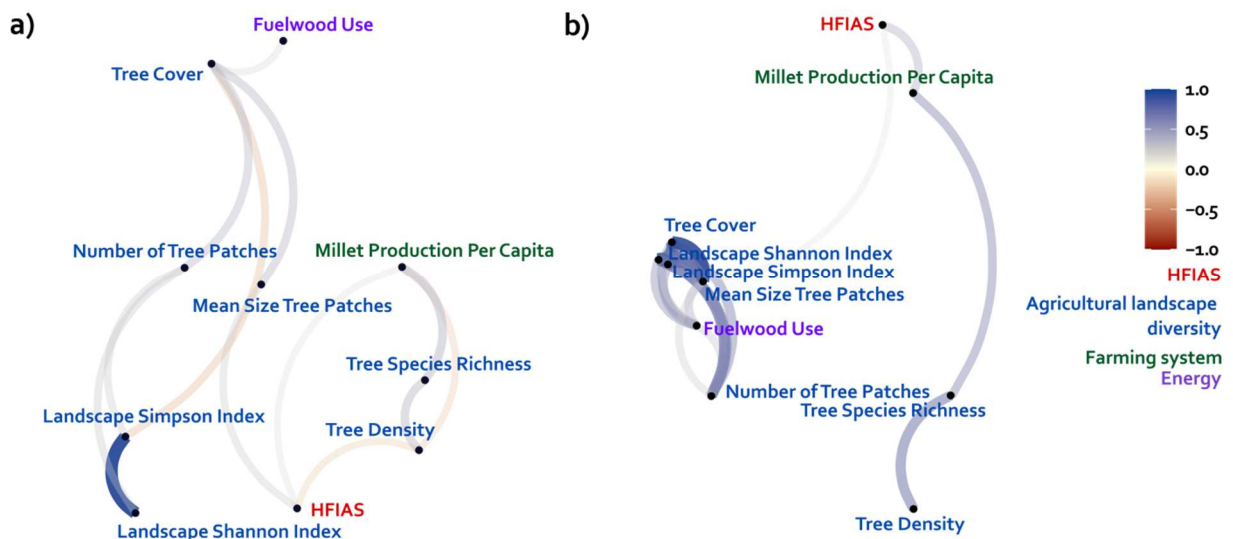 a)
Fuelwood Use
Tree Cover
Number of Tree Patches
Millet Production Per Capita
Mean Size Tree Patches
Tree Species Richness
Landscape Simpson Index
Tree Density
HFIAS
Landscape Shannon Index
b)
HFIAS
Millet Production Per Capita
Tree Cover
Landscape Shannon Index
Landscape Simpson Index
Mean Size Tree Patches
Fuelwood Use
Number of Tree Patches
Tree Species Richness
Tree Density
1.0
0.5
0.0
−0.5
−1.0
HFIAS
Agricultural landscape
diversity
Farming system
Energy